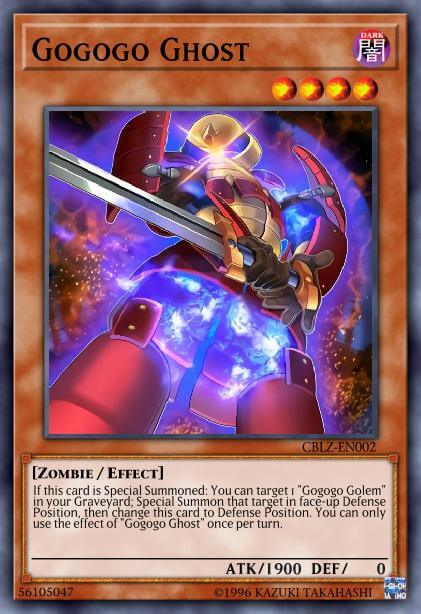 Gogogo Ghost
DARK
闇
CBLZ-EN002
[Zombie / Effect]
If this card is Special Summoned: You can target 1 "Gogogo Golem"
in your Graveyard; Special Summon that target in face-up Defense
Position, then change this card to Defense Position. You can only
use the effect of "Gogogo Ghost" once per turn.
ATK/1900 DEF/ 0
56105047
©1996 KAZUKI TAKAHASHI